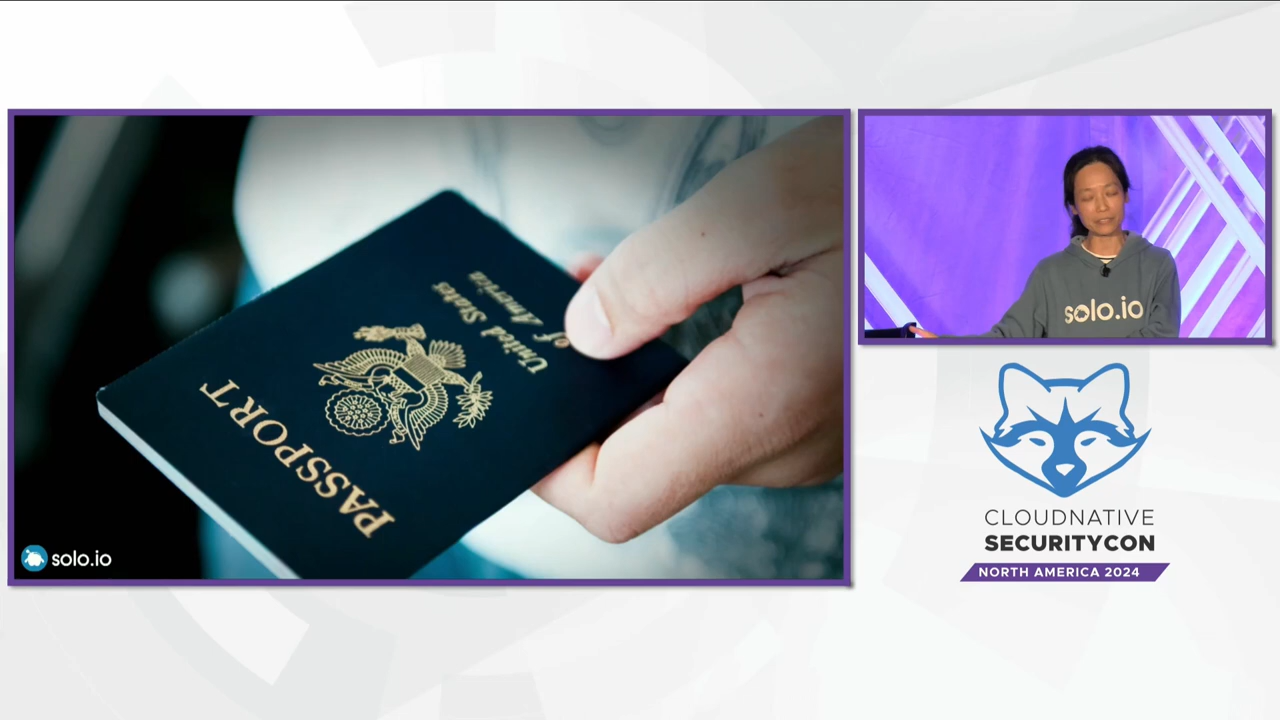 United States
of America
PASSPORT
solo.io
solo.io
CLOUDNATIVE
SECURITYCON
NORTH AMERICA 2024